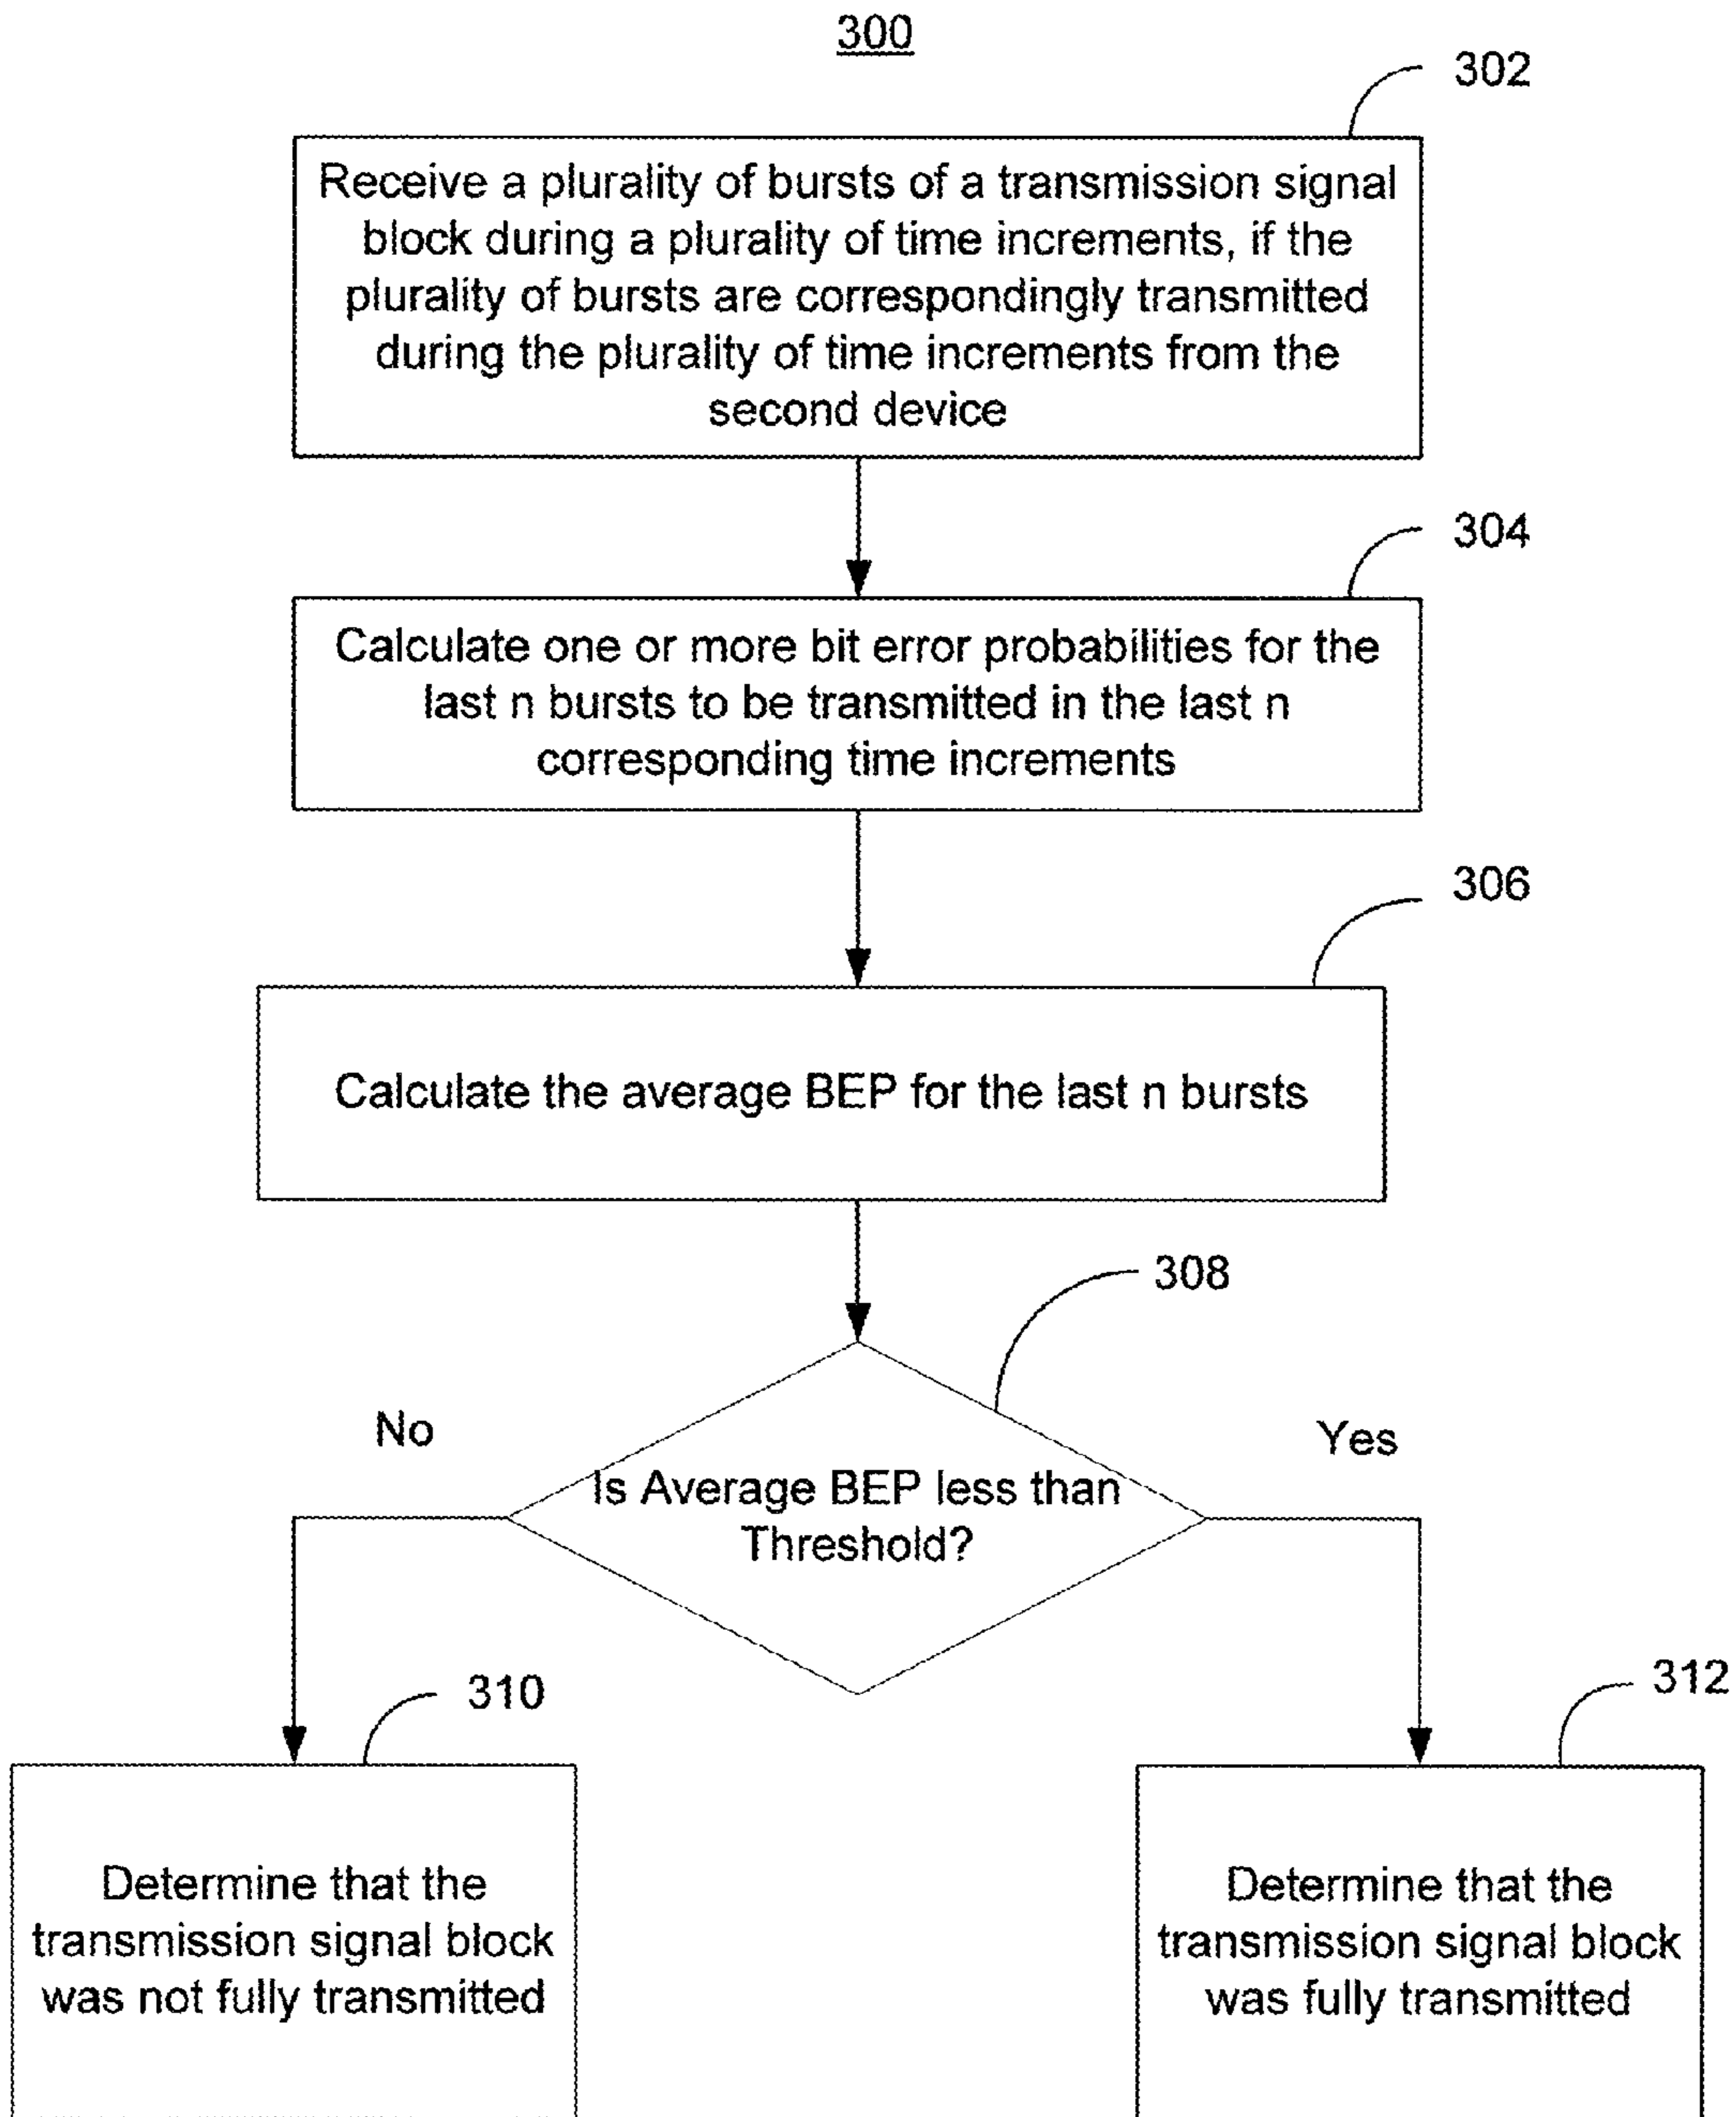 300
302
Receive a plurality of bursts of a transmission signal
block during a plurality of time increments, if the
plurality of bursts are correspondingly transmitted
during the plurality of time increments from the
second device
304
Calculate one or more bit error probabilities for the
last n bursts to be transmitted in the last n
corresponding time increments
306
Calculate the average BEP for the last n bursts
308
No
Yes
Is Average BEP less than
Threshold?
310
312
Determine that the
transmission signal block
was not fully transmitted
Determine that the
transmission signal block
was fully transmitted